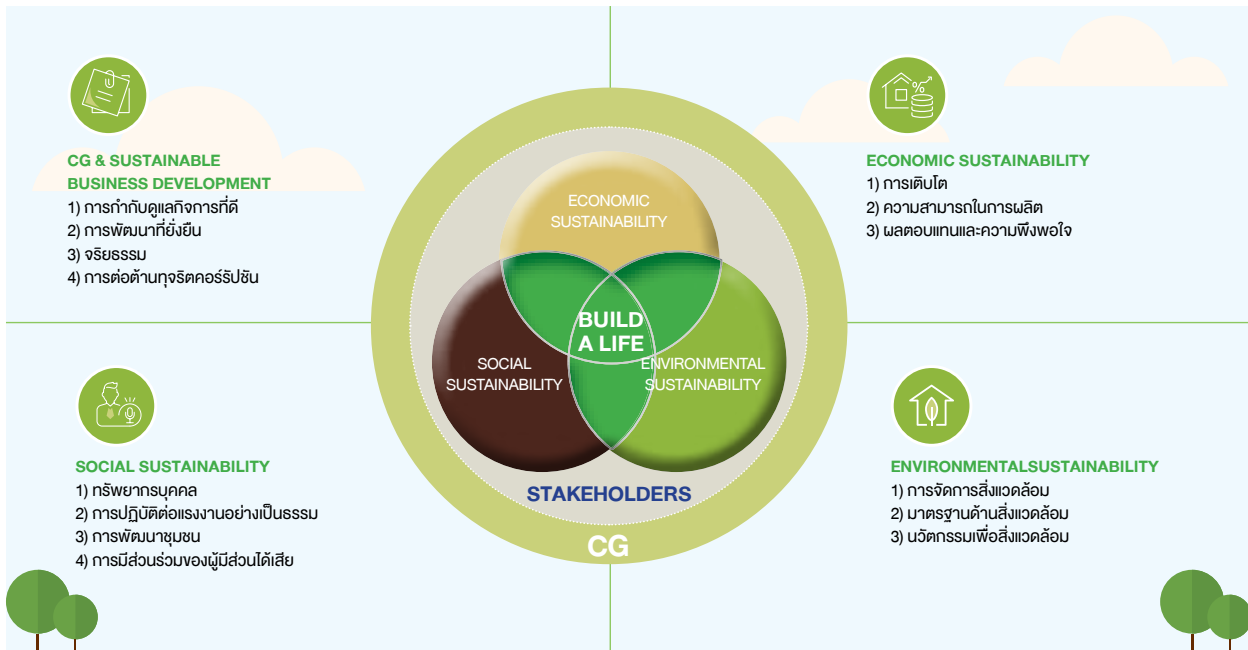 CG & SUSTAINABLE
BUSINESS DEVELOPMENT
1) การกำกับดูแลกิจการที่ดี
2) การพัฒนาที่ยั่งยืน
3) จริยธรรม
4) การต่อต้านทุจริตคอร์รัปชัน
ECONOMIC SUSTAINABILITY
1) การเติบโต
2) ความสามารถในการผลิต
3) ผลตอบแทนและความพึงพอใจ
ECONOMIC
SUSTAINABILITY
BUILD
A LIFE
SOCIAL
SUSTAINABILITY
ENVIRONMENTAL
SUSTAINABILITY
STAKEHOLDERS
CG
SOCIAL SUSTAINABILITY
1) ทรัพยากรบุคคล
2) การปฏิบัติต่อแรงงานอย่างเป็นธรรม
3) การพัฒนาชุมชน
4) การมีส่วนร่วมของผู้มีส่วนได้เสีย
ENVIRONMENTALSUSTAINABILITY
1) การจัดการสิ่งแวดล้อม
2) มาตรฐานด้านสิ่งแวดล้อม
3) นวัตกรรมเพื่อสิ่งแวดล้อม